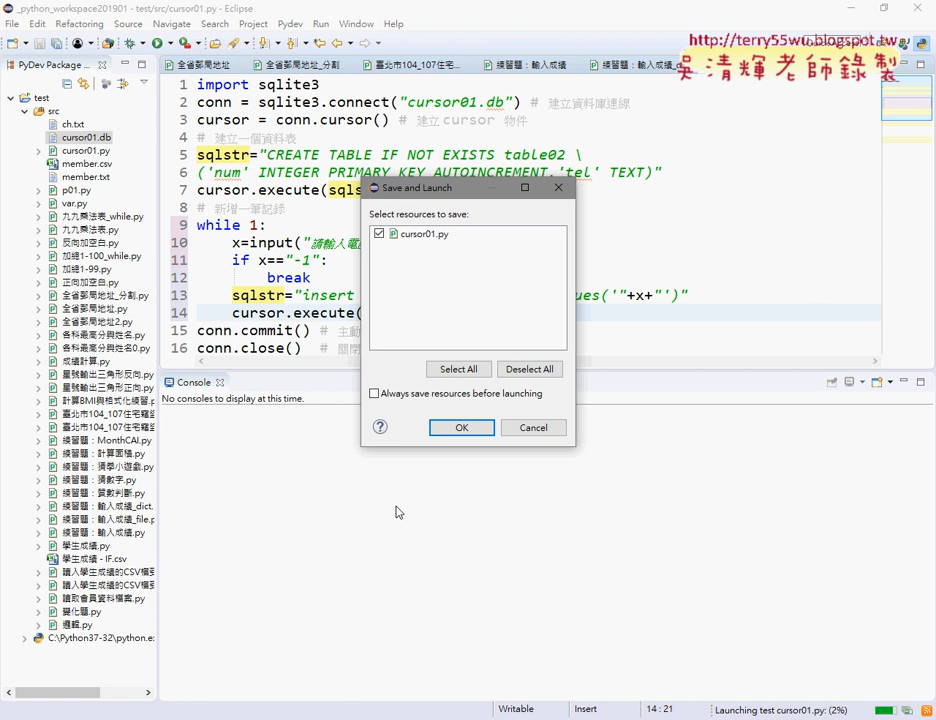 _python_workspace201901 - test/src/cursor01.py - Eclipse
File Edit Refactoring Source Navigate Search Project Pydev Run Window Help
http://terry55wu.blogspot.tw
吳清輝老師錄製
PyDev Package ...
全省郵局地址
全省郵局地址_分割
臺北市104_107住宅...
練習題：輸入成績
練習題：輸入成績_d
test
src
ch.txt
cursor01.db
cursor01.py
member.csv
member.txt
p01.py
var.py
九九乘法表_while.py
九九乘法表.py
反向加空白.py
加總1-100_while.py
加總1-99.py
正向加空白.py
全省郵局地址_分割.py
全省郵局地址.py
全省郵局地址2.py
各科最高分與姓名.py
各科最高分與姓名0.py
成績計算.py
星號輸出三角形反向.py
星號輸出三角形正向.py
計算BMI與格式化練習.p
臺北市104_107住宅竊盜
臺北市104_107住宅竊盜
練習題：MonthCAl.py
練習題：計算面積.py
練習題：猜學小遊戲.py
練習題：猜數字.py
練習題：質數判斷.py
練習題：輸入成績_dict.
練習題：輸入成績_file.p
練習題：輸入成績.py
學生成績.py
學生成績 - IF.csv
讀入學生成績的CSV檔到
讀入學生成績的CSV檔到
讀取會員資料檔案.py
變化題.py
邏輯.py
C:\Python37-32\python.e
1 import sqlite3
2 conn = sqlite3.connect("cursor01.db") # 建立資料庫連線
3 cursor = conn.cursor() # 建立 cursor 物件
4 # 建立一個資料表
5 sqlstr="CREATE TABLE IF NOT EXISTS table02 \
6 ('num' INTEGER PRIMARY KEY AUTOINCREMENT,'tel' TEXT)"
7 cursor.execute(sqls
8 # 新增一筆記錄
9 while 1:
10 x=input("請輸入電
11 if x=="-1":
12 break
13 sqlstr="insert ues('"+x+"')"
14 cursor.execute(
15 conn.commit() # 主動
16 conn.close() # 關閉
Save and Launch
Select resources to save:
cursor01.py
Select All Deselect All
Always save resources before launching
OK Cancel
Console
No consoles to display at this time.
Writable Insert 14 : 21 Launching test cursor01.py: (2%)